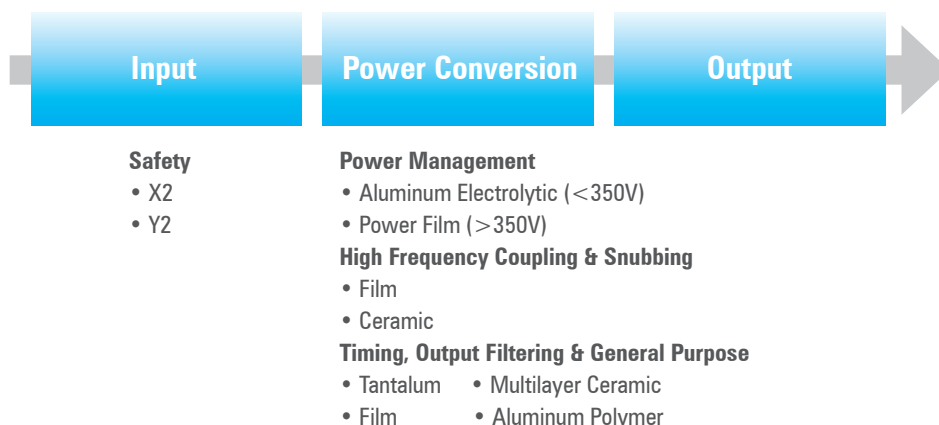 Input
Power Conversion
Output
Safety
• X2
• Y2
Power Management
• Aluminum Electrolytic (<350V)
• Power Film (>350V)
High Frequency Coupling & Snubbing
• Film
• Ceramic
Timing, Output Filtering & General Purpose
• Tantalum • Multilayer Ceramic
• Film • Aluminum Polymer